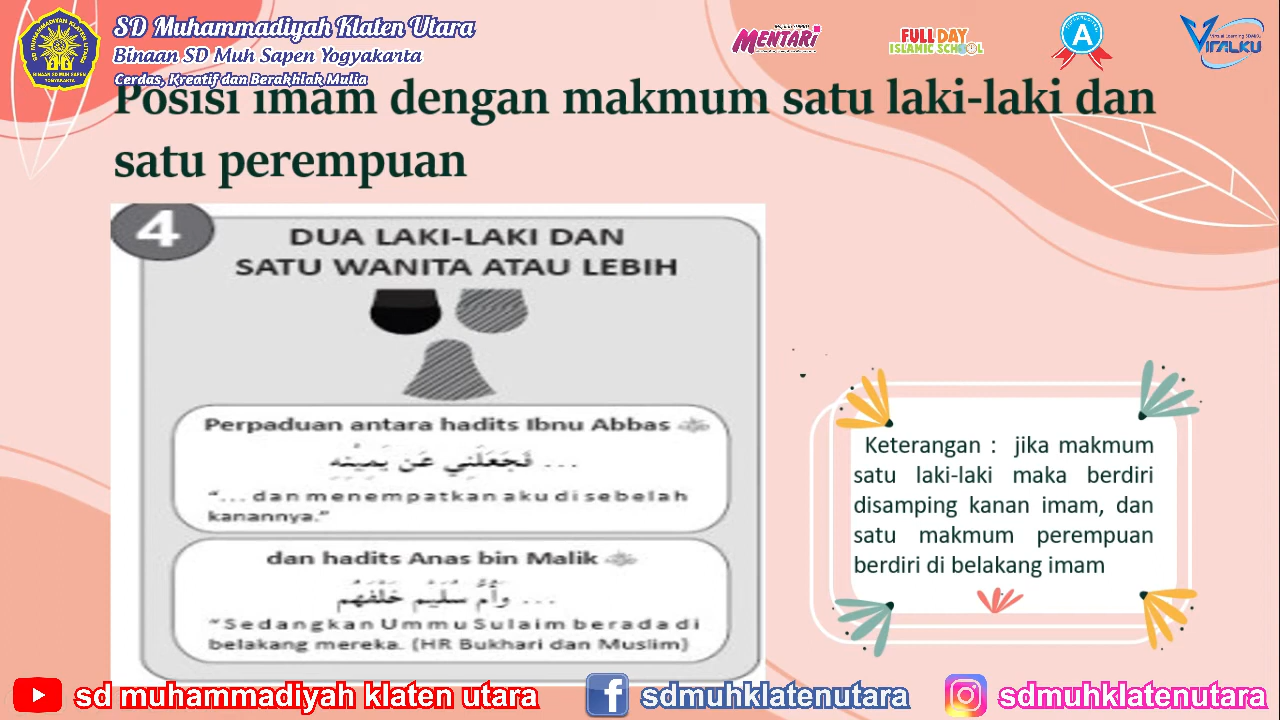 SD Muhammadiyah Klaten Utara
Binaan SD Muh Sapen Yogyakarta
Cerdas, Kreatif dan Berakhlak Mulia
MENTARI
FULL DAY
ISLAMIC SCHOOL
A
VIRALKU
Posisi imam dengan makmum satu laki-laki dan
satu perempuan
4
DUA LAKI-LAKI DAN
SATU WANITA ATAU LEBIH
Perpaduan antara hadits Ibnu Abbas
... فَجَعَلَنِي عَنْ يَمِيْنِهِ
"... dan menempatkan aku di sebelah
kanannya."
dan hadits Anas bin Malik
... وَأُمُّ سُلَيْمٍ خَلْفَهُمْ
"Sedangkan Ummu Sulaim berada di
belakang mereka. (HR Bukhari dan Muslim)
Keterangan : jika makmum
satu laki-laki maka berdiri
disamping kanan imam, dan
satu makmum perempuan
berdiri di belakang imam
sd muhammadiyah klaten utara
sdmuhklatenutara
sdmuhklatenutara